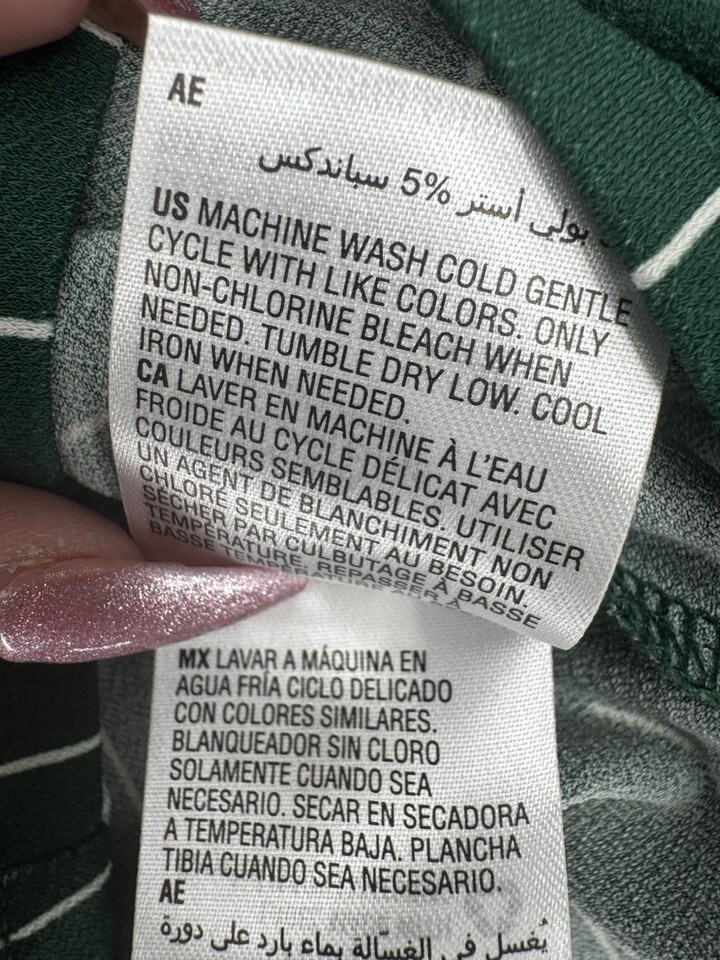 AE
بولي أستر 5% سباندكس
US MACHINE WASH COLD GENTLE
CYCLE WITH LIKE COLORS. ONLY
NON-CHLORINE BLEACH WHEN
NEEDED. TUMBLE DRY LOW. COOL
IRON WHEN NEEDED.
CA LAVER EN MACHINE À L'EAU
FROIDE AU CYCLE DÉLICAT AVEC
COULEURS SEMBLABLES. UTILISER
UN AGENT DE BLANCHIMENT NON
CHLORÉ SEULEMENT AU BESOIN.
SÉCHER PAR CULBUTAGE À BASSE
TEMPÉRATURE. REPASSER À
BASSE
MX LAVAR A MÁQUINA EN
AGUA FRÍA CICLO DELICADO
CON COLORES SIMILARES.
BLANQUEADOR SIN CLORO
SOLAMENTE CUANDO SEA
NECESARIO. SECAR EN SECADORA
A TEMPERATURA BAJA. PLANCHA
TIBIA CUANDO SEA NECESARIO.
AE
يُغسل في الغسّالة بماء بارد على دورة